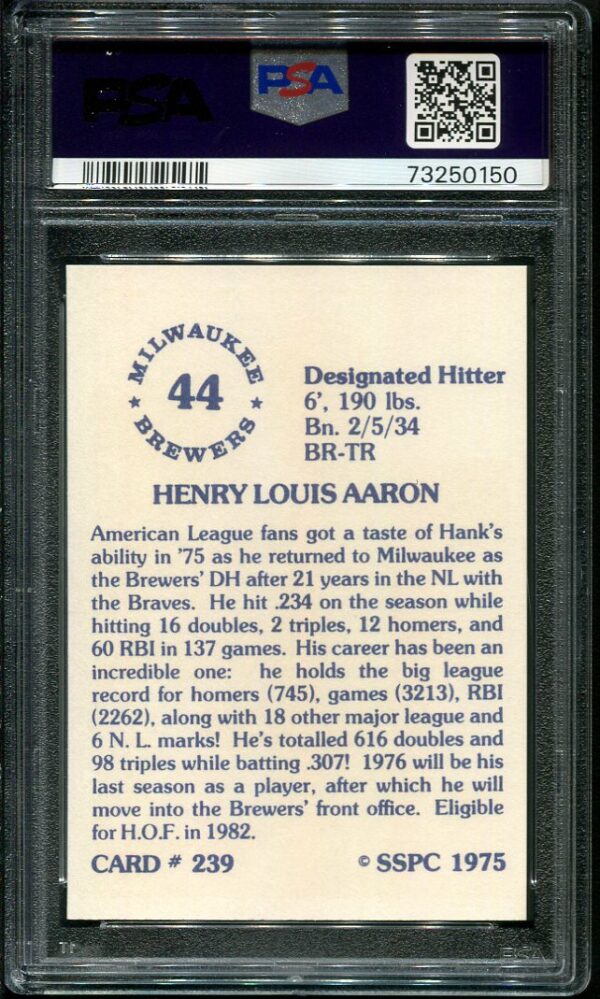 PSA
PSA
73250150
MILWAUKEE
44
BREWERS
Designated Hitter
6', 190 lbs.
Bn. 2/5/34
BR-TR
HENRY LOUIS AARON
American League fans got a taste of Hank's
ability in '75 as he returned to Milwaukee as
the Brewers' DH after 21 years in the NL with
the Braves. He hit .234 on the season while
hitting 16 doubles, 2 triples, 12 homers, and
60 RBI in 137 games. His career has been an
incredible one: he holds the big league
record for homers (745), games (3213), RBI
(2262), along with 18 other major league and
6 N. L. marks! He's totalled 616 doubles and
98 triples while batting .307! 1976 will be his
last season as a player, after which he will
move into the Brewers' front office. Eligible
for H.O.F. in 1982.
CARD # 239 © SSPC 1975
PSA